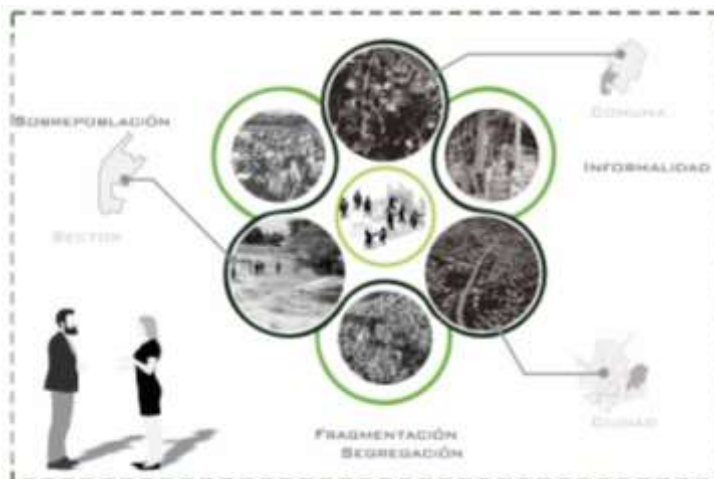 SOBREPOBLACIÓN
COMUNA
INFORMALIDAD
SECTOR
CIUDAD
FRAGMENTACIÓN
SEGREGACIÓN